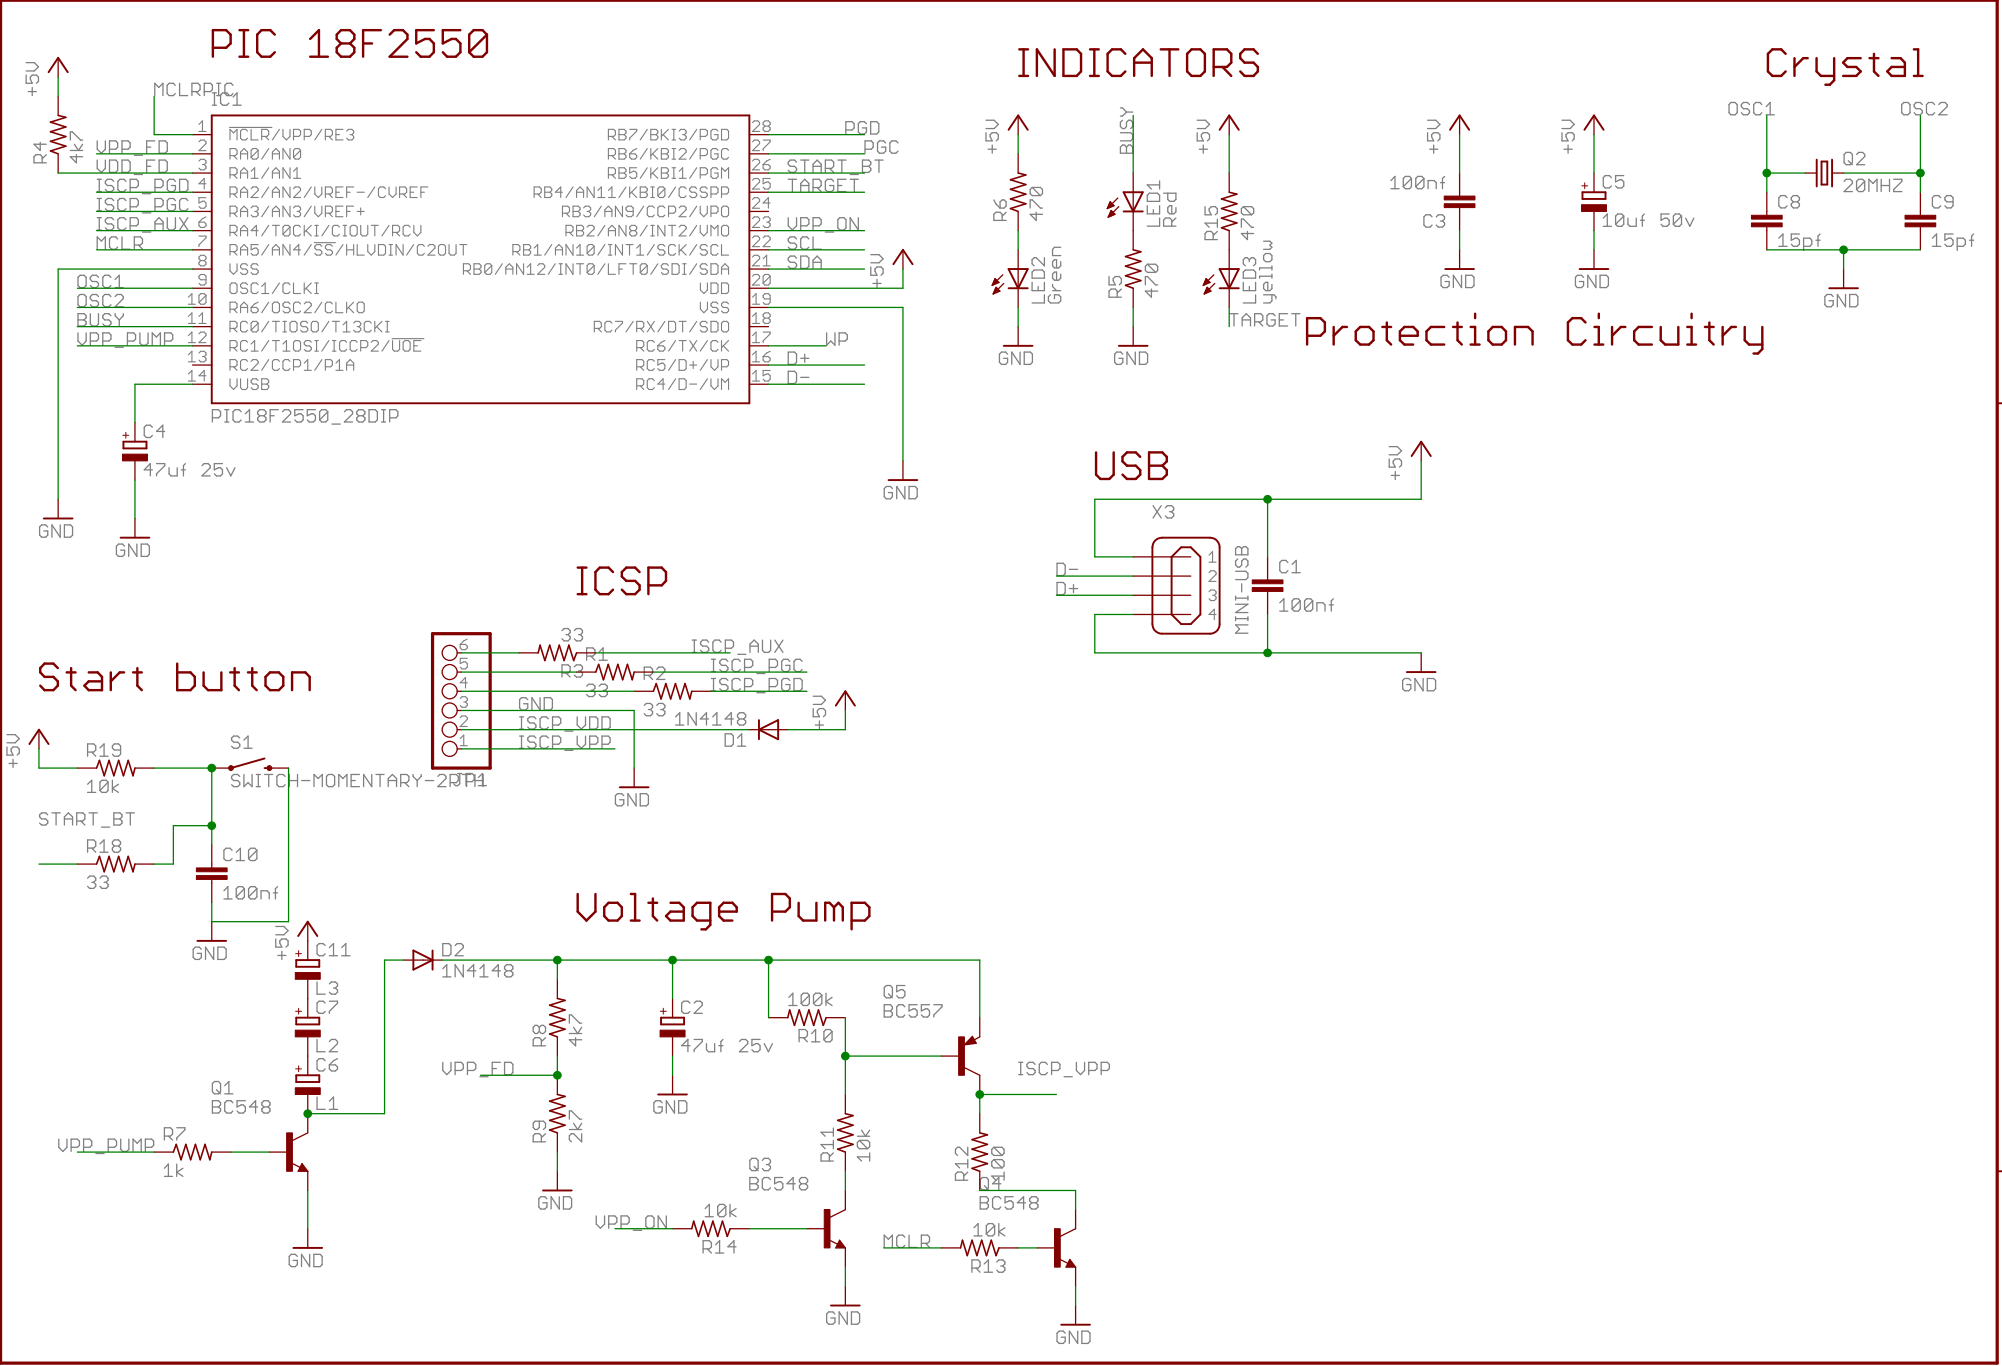 PIC 18F2550
+5V
R4
4k7
MCLRPIC
IC1
VPP_FD
VDD_FD
ISCP_PGD
ISCP_PGC
ISCP_AUX
MCLR
OSC1
OSC2
BUSY
VPP_PUMP
1 MCLR/VPP/RE3
2 RA0/AN0
3 RA1/AN1
4 RA2/AN2/VREF-/CVREF
5 RA3/AN3/VREF+
6 RA4/T0CKI/CIOUT/RCV
7 RA5/AN4/SS/HLVDIN/C2OUT
8 VSS
9 OSC1/CLKI
10 RA6/OSC2/CLKO
11 RC0/TIOSO/T13CKI
12 RC1/T1OSI/ICCP2/UOE
13 RC2/CCP1/P1A
14 VUSB
RB7/BKI3/PGD 28 PGD
RB6/KBI2/PGC 27 PGC
RB5/KBI1/PGM 26 START_BT
RB4/AN11/KBI0/CSSPP 25 TARGET
RB3/AN9/CCP2/VPO 24
RB2/AN8/INT2/VMO 23 VPP_ON
RB1/AN10/INT1/SCK/SCL 22 SCL
RB0/AN12/INT0/LFT0/SDI/SDA 21 SDA
VDD 20
+5V
VSS 19
RC7/RX/DT/SDO 18
RC6/TX/CK 17 WP
RC5/D+/VP 16 D+
RC4/D-/VM 15 D-
PIC18F2550_28DIP
C4
47uf 25v
GND
GND
GND
INDICATORS
+5V
R6
470
LED2
Green
GND
BUSY
LED1
Red
R5
470
GND
+5V
R15
470
LED3
yellow
TARGET
+5V
100nf
C3
GND
+5V
C5
10uf 50v
GND
Protection Circuitry
Crystal
OSC1
OSC2
Q2
20MHZ
C8
15pf
C9
15pf
GND
USB
+5V
X3
D-
D+
1
2
3
4
MINI-USB
C1
100nf
GND
ICSP
6
5
4
3
2
1
33
R1
ISCP_AUX
R3
R2
ISCP_PGC
33
ISCP_PGD
33
GND
ISCP_VDD
1N4148
D1
+5V
ISCP_VPP
JP1
GND
Start button
+5V
R19
10k
S1
SWITCH-MOMENTARY-2PTH
START_BT
R18
33
C10
100nf
GND
Voltage Pump
+5V
C11
L3
C7
L2
C6
L1
Q1
BC548
VPP_PUMP
R7
1k
GND
D2
1N4148
R8
4k7
VPP_FD
R9
2k7
GND
C2
47uf 25v
GND
100k
R10
Q5
BC557
ISCP_VPP
R11
10k
Q3
BC548
VPP_ON
10k
R14
GND
R12
100
Q4
BC548
MCLR
10k
R13
GND